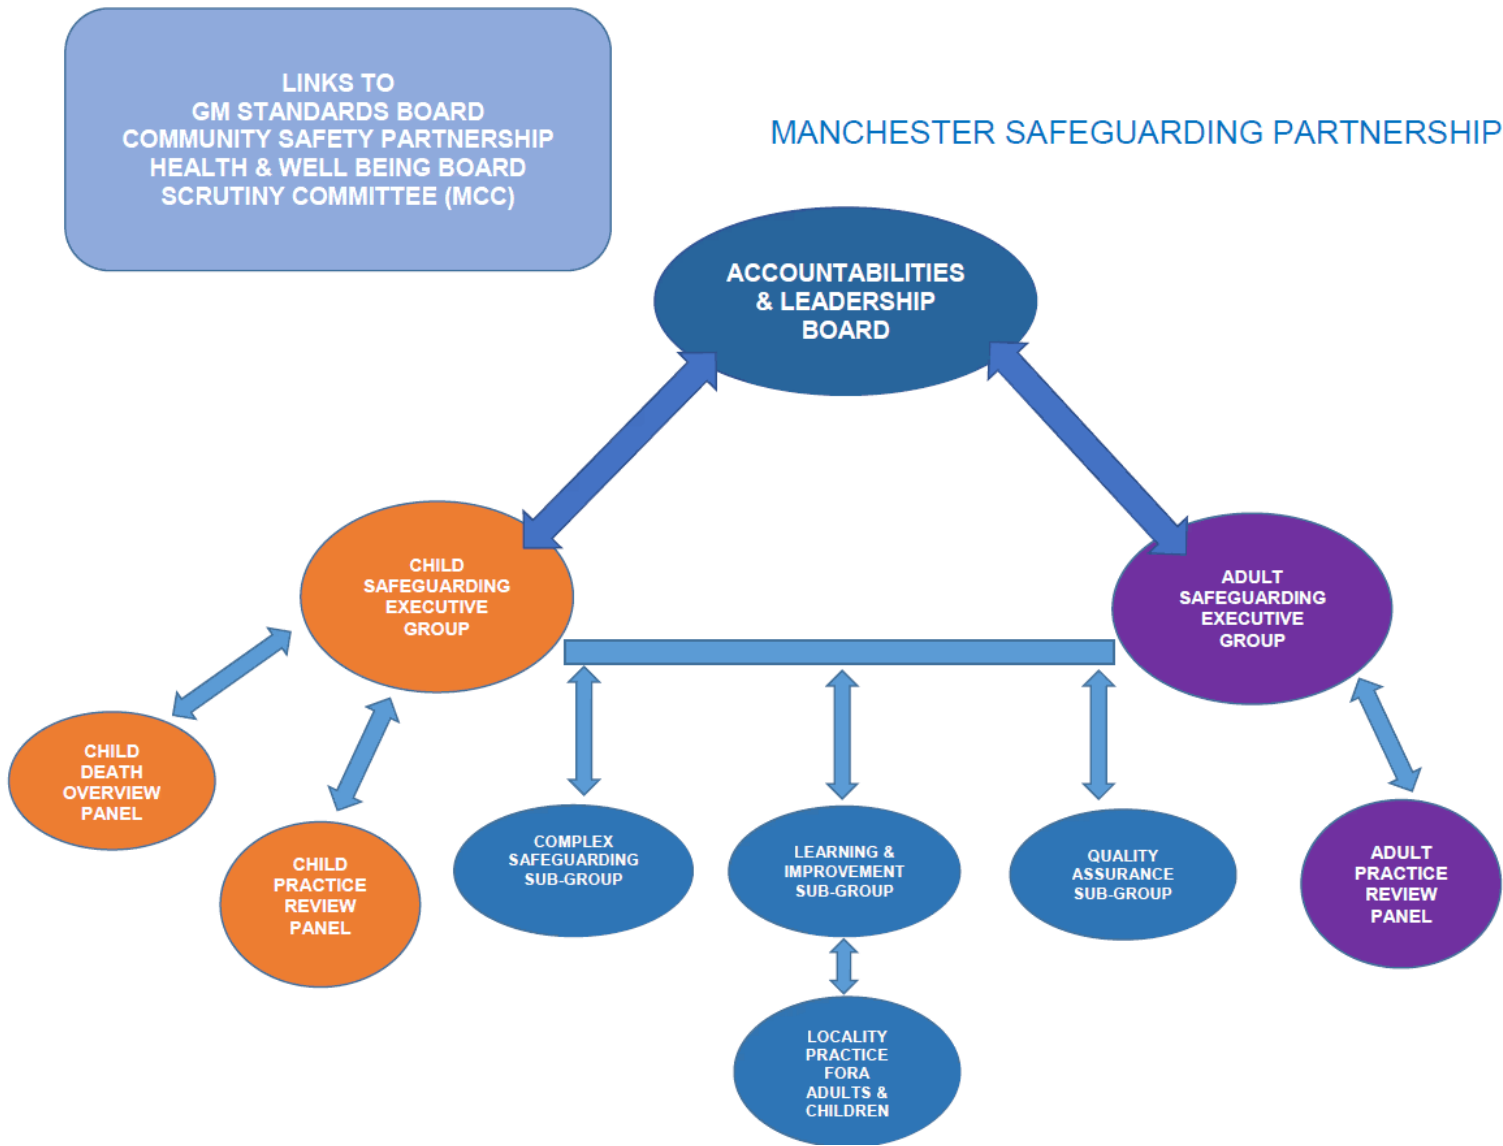 LINKS TO
GM STANDARDS BOARD
COMMUNITY SAFETY PARTNERSHIP
HEALTH & WELL BEING BOARD
SCRUTINY COMMITTEE (MCC)
MANCHESTER SAFEGUARDING PARTNERSHIP
ACCOUNTABILITIES
& LEADERSHIP
BOARD
CHILD
SAFEGUARDING
EXECUTIVE
GROUP
ADULT
SAFEGUARDING
EXECUTIVE
GROUP
CHILD
DEATH
OVERVIEW
PANEL
CHILD
PRACTICE
REVIEW
PANEL
COMPLEX
SAFEGUARDING
SUB-GROUP
LEARNING &
IMPROVEMENT
SUB-GROUP
QUALITY
ASSURANCE
SUB-GROUP
ADULT
PRACTICE
REVIEW
PANEL
LOCALITY
PRACTICE
FORA
ADULTS &
CHILDREN